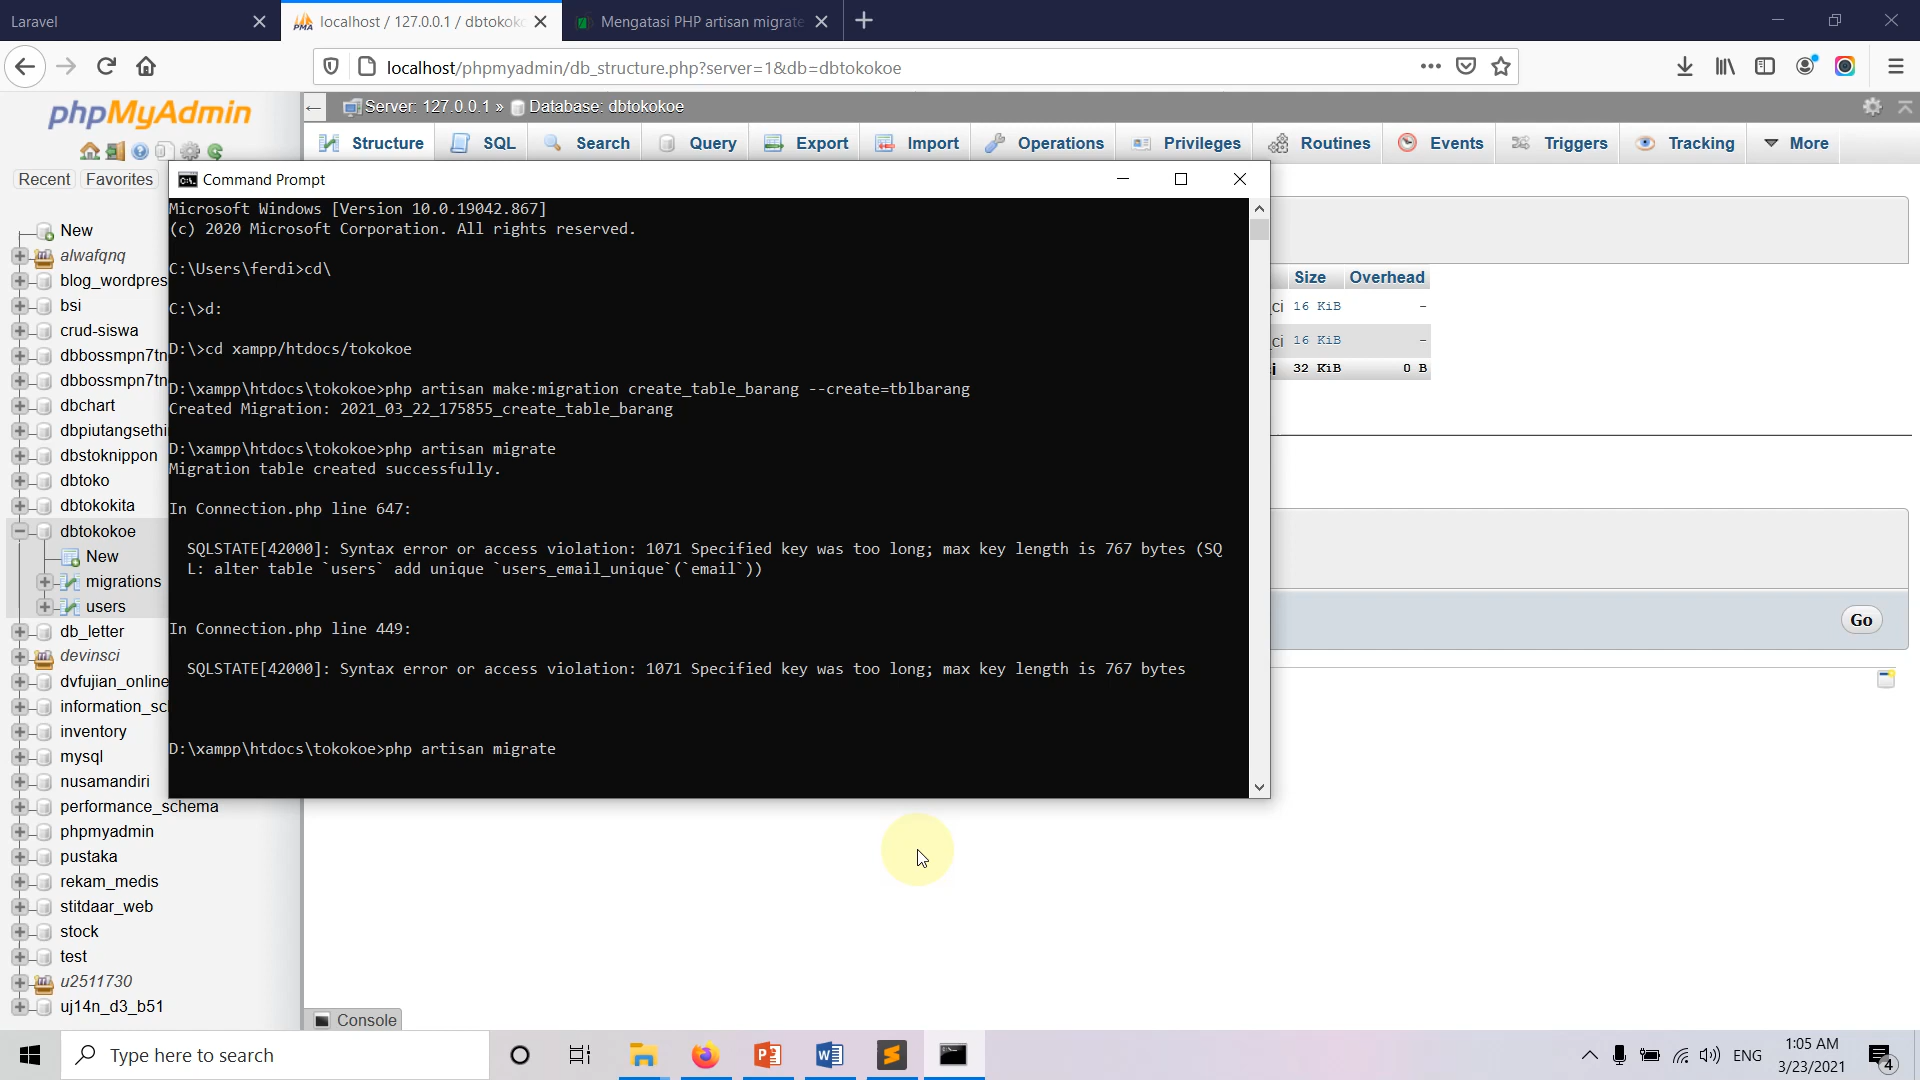 Laravel
localhost / 127.0.0.1 / dbtokoko
Mengatasi PHP artisan migrate
localhost/phpmyadmin/db_structure.php?server=1&db=dbtokokoe
phpMyAdmin
Server: 127.0.0.1 » Database: dbtokokoe
Structure SQL Search Query Export Import Operations Privileges Routines Events Triggers Tracking More
Recent Favorites
New
alwafqnq
blog_wordpres
bsi
crud-siswa
dbbossmpn7tn
dbbossmpn7tn
dbchart
dbpiutangsethi
dbstoknippon
dbtoko
dbtokokita
dbtokokoe
New
migrations
users
db_letter
devinsci
dvfujian_online
information_sc
inventory
mysql
nusamandiri
performance_schema
phpmyadmin
pustaka
rekam_medis
stitdaar_web
stock
test
u2511730
uj14n_d3_b51
Command Prompt
Microsoft Windows [Version 10.0.19042.867]
(c) 2020 Microsoft Corporation. All rights reserved.
C:\Users\ferdi>cd\
C:\>d:
D:\>cd xampp/htdocs/tokokoe
D:\xampp\htdocs\tokokoe>php artisan make:migration create_table_barang --create=tblbarang
Created Migration: 2021_03_22_175855_create_table_barang
D:\xampp\htdocs\tokokoe>php artisan migrate
Migration table created successfully.
In Connection.php line 647:
SQLSTATE[42000]: Syntax error or access violation: 1071 Specified key was too long; max key length is 767 bytes (SQ
L: alter table `users` add unique `users_email_unique`(`email`))
In Connection.php line 449:
SQLSTATE[42000]: Syntax error or access violation: 1071 Specified key was too long; max key length is 767 bytes
D:\xampp\htdocs\tokokoe>php artisan migrate
Size Overhead
_ci 16 KiB -
_ci 16 KiB -
i 32 KiB 0 B
Go
Console
Type here to search
ENG
1:05 AM
3/23/2021
4